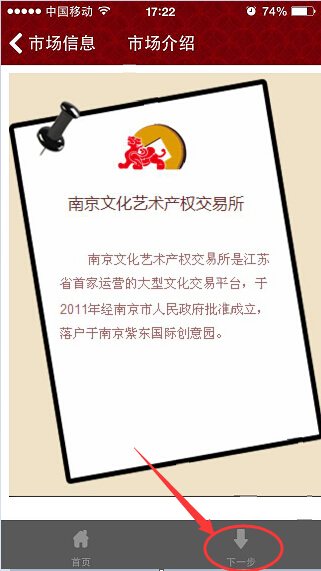 中国移动 17:22 74%
市场信息 市场介绍
南京文化艺术产权交易所
南京文化艺术产权交易所是江苏
省首家运营的大型文化交易平台，于
2011年经南京市人民政府批准成立，
落户于南京紫东国际创意园。
首页 下一步